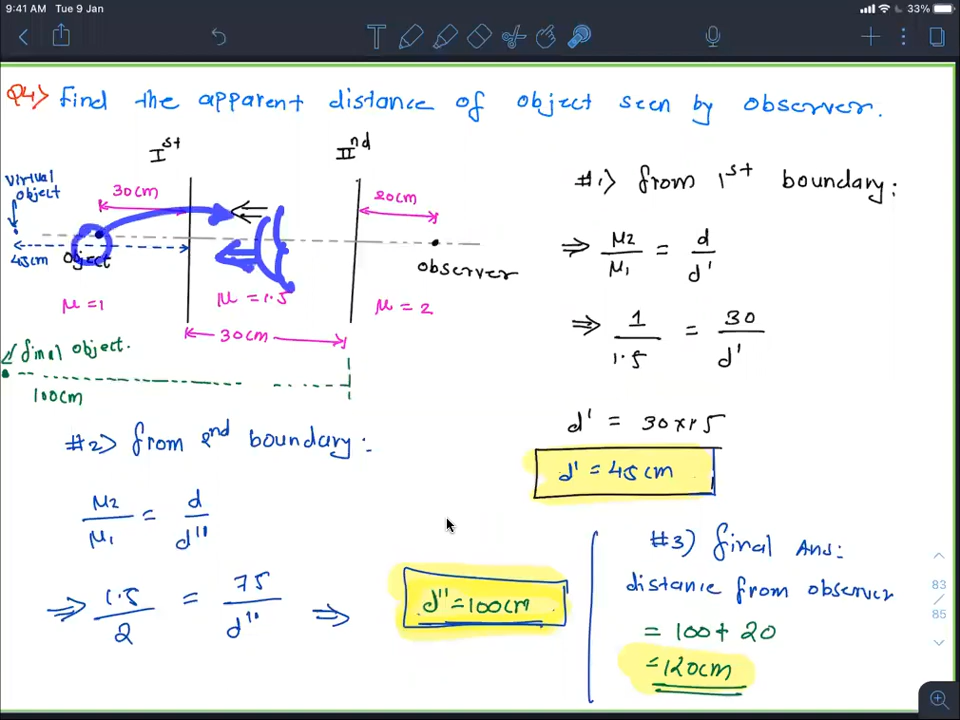 9:41 AM Tue 9 Jan
33%
Q4) Find the apparent distance of object seen by observer.
Ist
IInd
virtual
object
30cm
20cm
45cm
object
observer
μ=1
μ=1.5
μ=2
30cm
final object.
100cm
#1) from 1st boundary:
⇒ μ2/μ1 = d/d'
⇒ 1/1.5 = 30/d'
d' = 30×1.5
d' = 45cm
#2) from 2nd boundary:
μ2/μ1 = d/d''
⇒ 1.5/2 = 75/d'' ⇒
d''=100cm
#3) final Ans:
distance from observer
= 100+20
=120cm
83
/
85